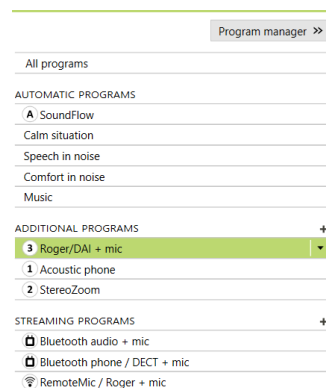 Program manager »
All programs
AUTOMATIC PROGRAMS
A SoundFlow
Calm situation
Speech in noise
Comfort in noise
Music
ADDITIONAL PROGRAMS +
3 Roger/DAI + mic
1 Acoustic phone
2 StereoZoom
STREAMING PROGRAMS +
Bluetooth audio + mic
Bluetooth phone / DECT + mic
RemoteMic / Roger + mic